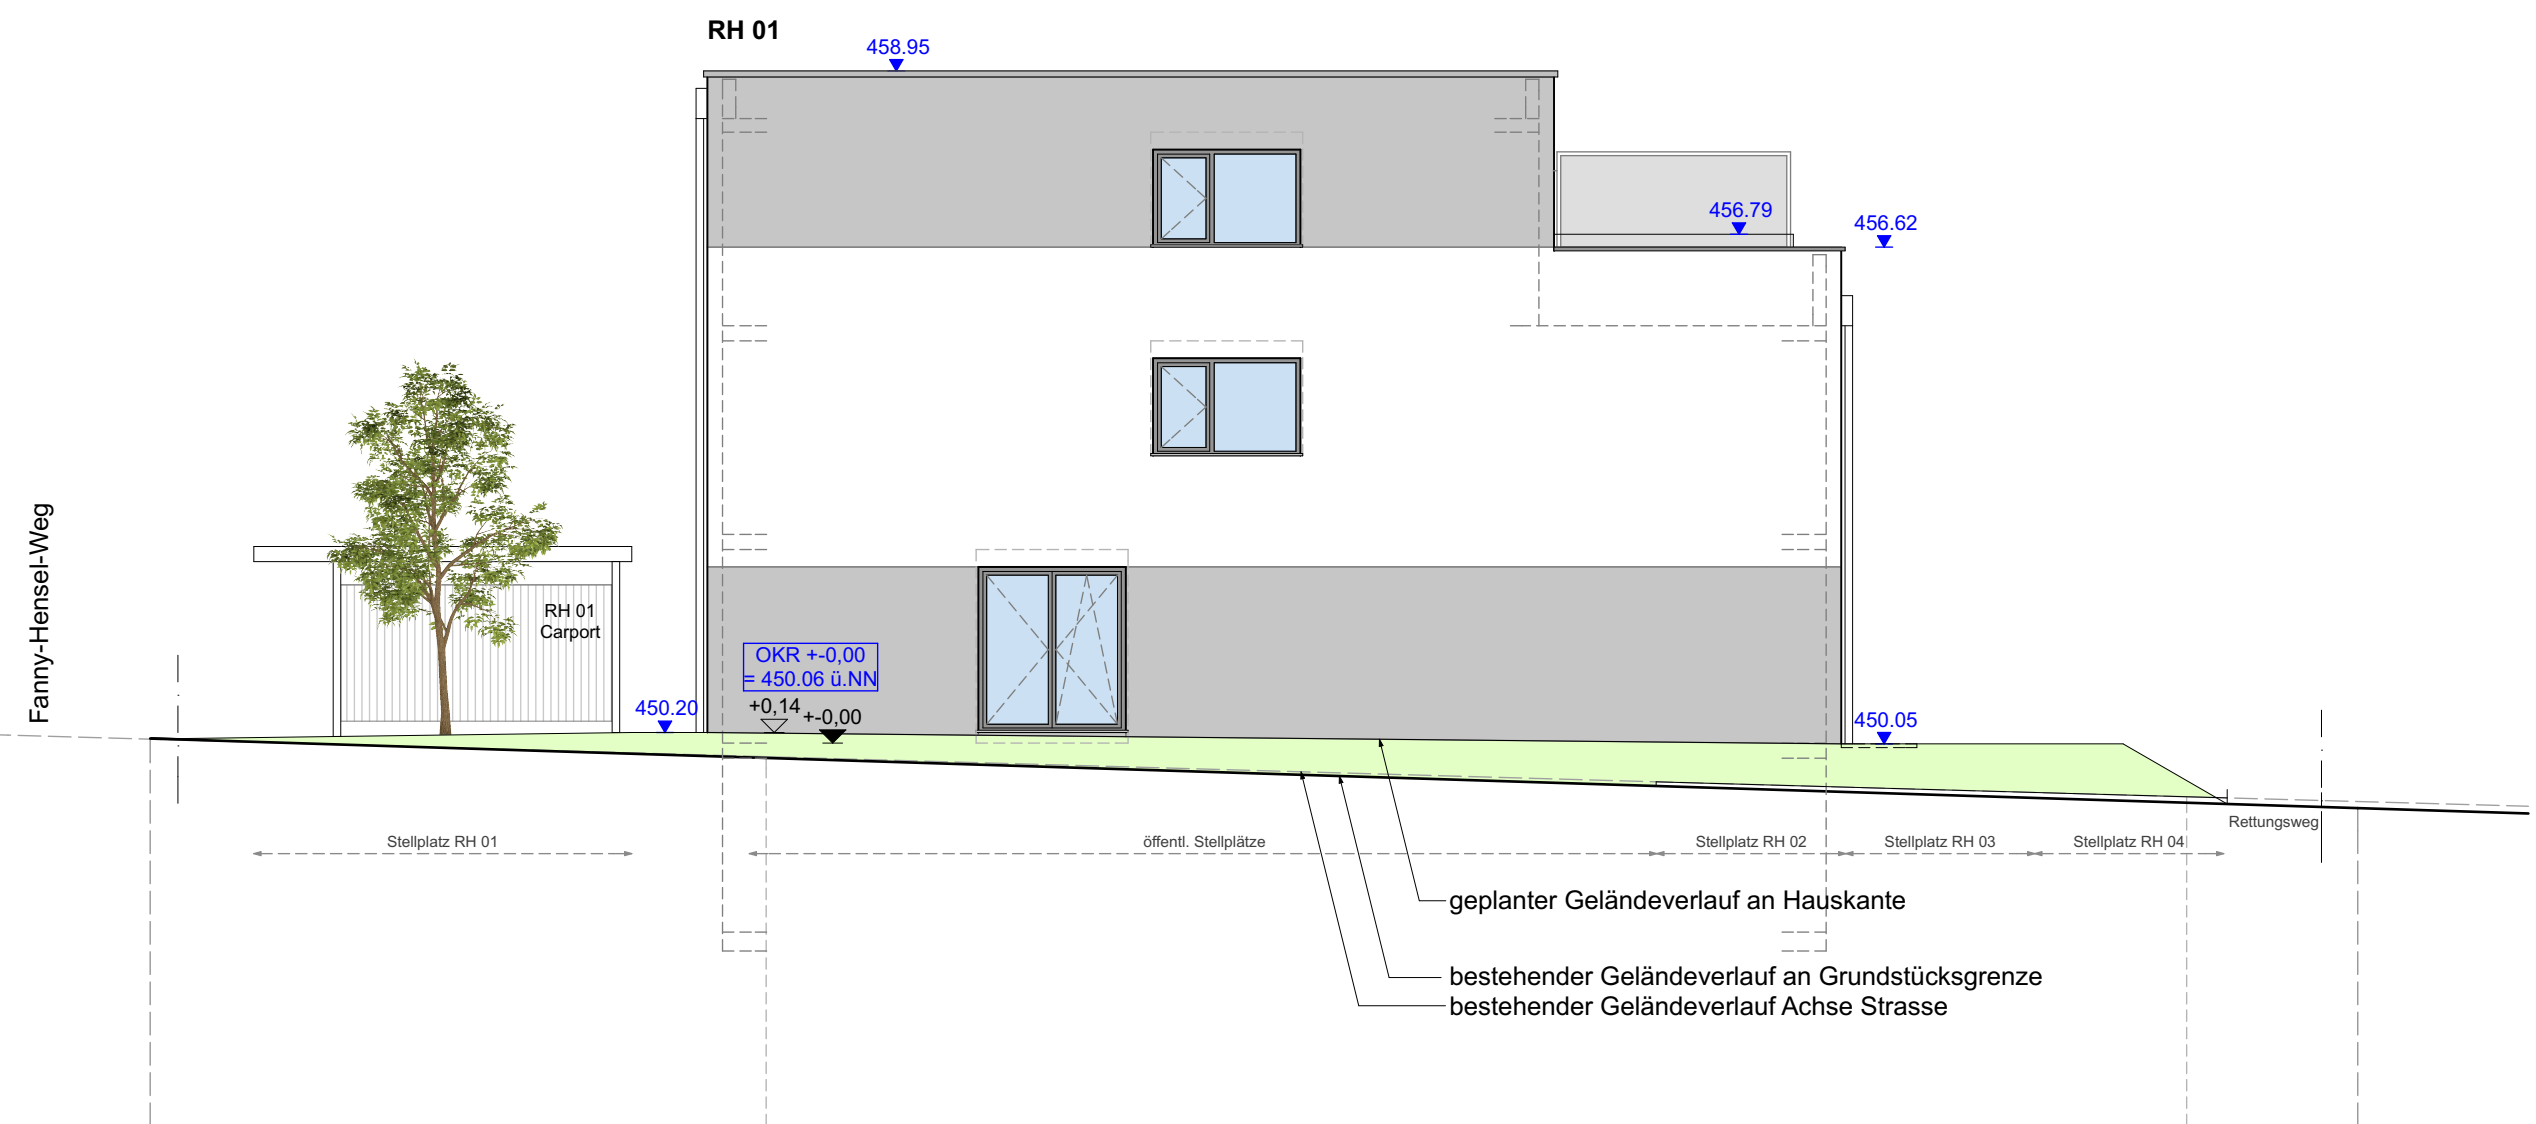 RH 01
458.95
456.79
456.62
Fanny-Hensel-Weg
RH 01
Carport
OKR +-0,00
= 450.06 ü.NN
450.20
+0,14
+-0,00
450.05
Rettungsweg
Stellplatz RH 01
öffentl. Stellplätze
Stellplatz RH 02
Stellplatz RH 03
Stellplatz RH 04
geplanter Geländeverlauf an Hauskante
bestehender Geländeverlauf an Grundstücksgrenze
bestehender Geländeverlauf Achse Strasse